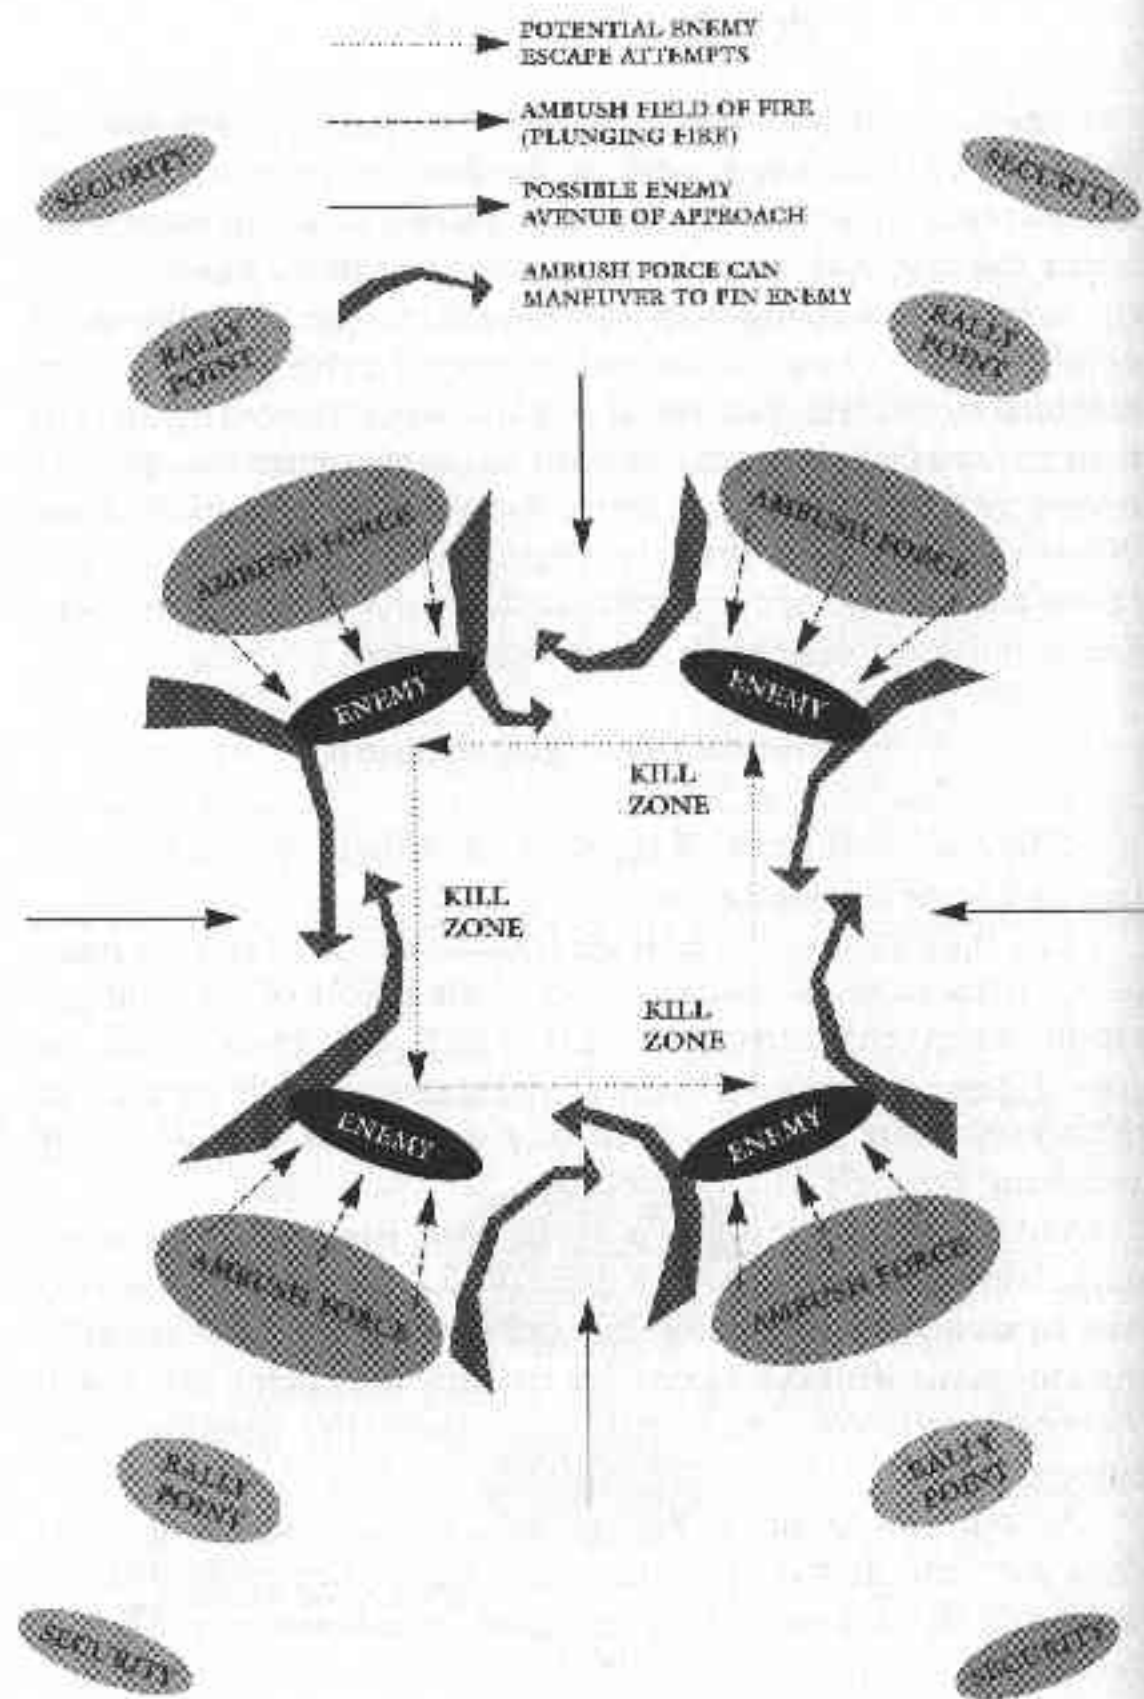 POTENTIAL ENEMY
ESCAPE ATTEMPTS
AMBUSH FIELD OF FIRE
(PLUNGING FIRE)
SECURITY
SECURITY
POSSIBLE ENEMY
AVENUE OF APPROACH
AMBUSH FORCE CAN
MANEUVER TO PIN ENEMY
RALLY
POINT
RALLY
POINT
AMBUSH FORCE
AMBUSH FORCE
ENEMY
ENEMY
KILL
ZONE
KILL
ZONE
KILL
ZONE
ENEMY
ENEMY
AMBUSH FORCE
AMBUSH FORCE
RALLY
POINT
RALLY
POINT
SECURITY
SECURITY